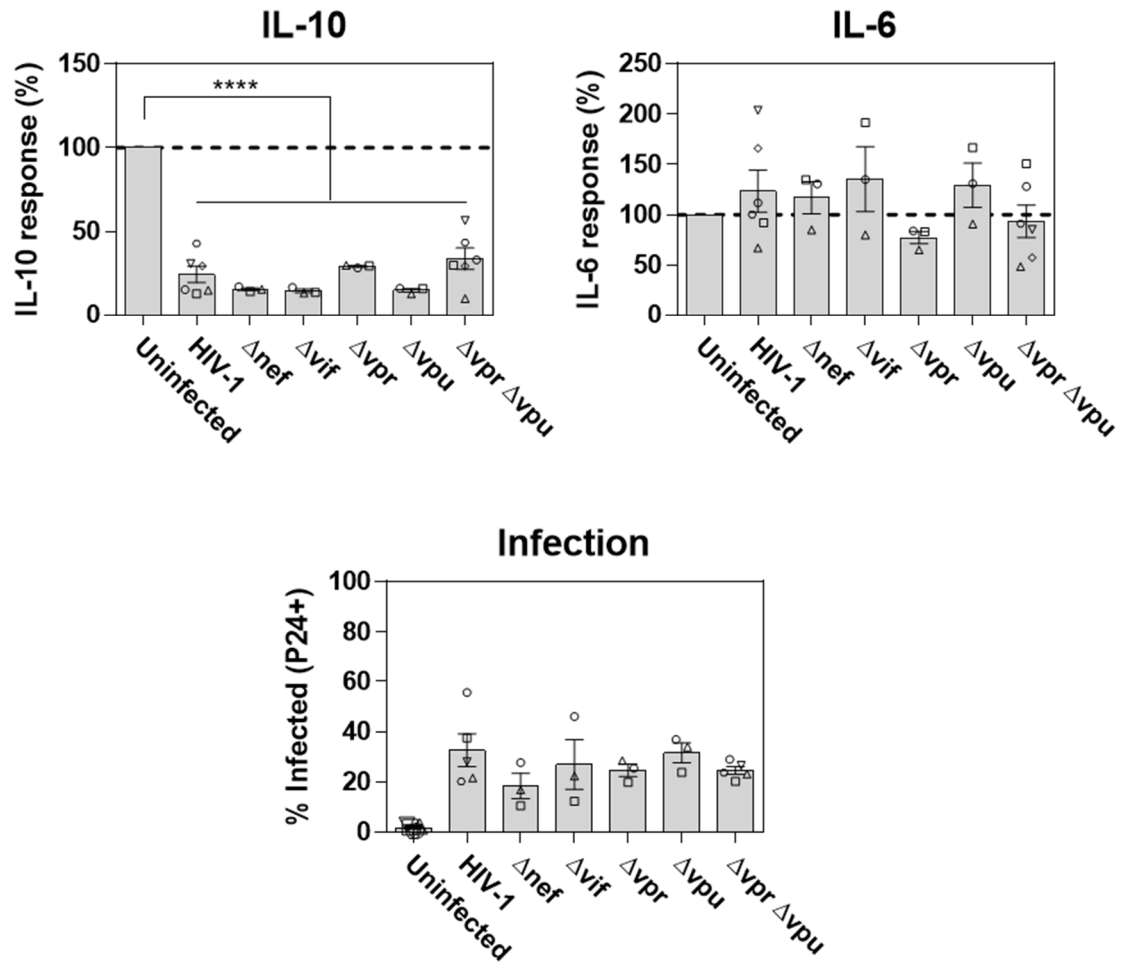 IL-10
IL-10 response (%)
150
100
50
0
****
Uninfected
HIV-1
Δnef
Δvif
Δvpr
Δvpu
Δvpr Δvpu
IL-6
IL-6 response (%)
250
200
150
100
50
0
Uninfected
HIV-1
Δnef
Δvif
Δvpr
Δvpu
Δvpr Δvpu
Infection
% Infected (P24+)
100
80
60
40
20
0
Uninfected
HIV-1
Δnef
Δvif
Δvpr
Δvpu
Δvpr Δvpu